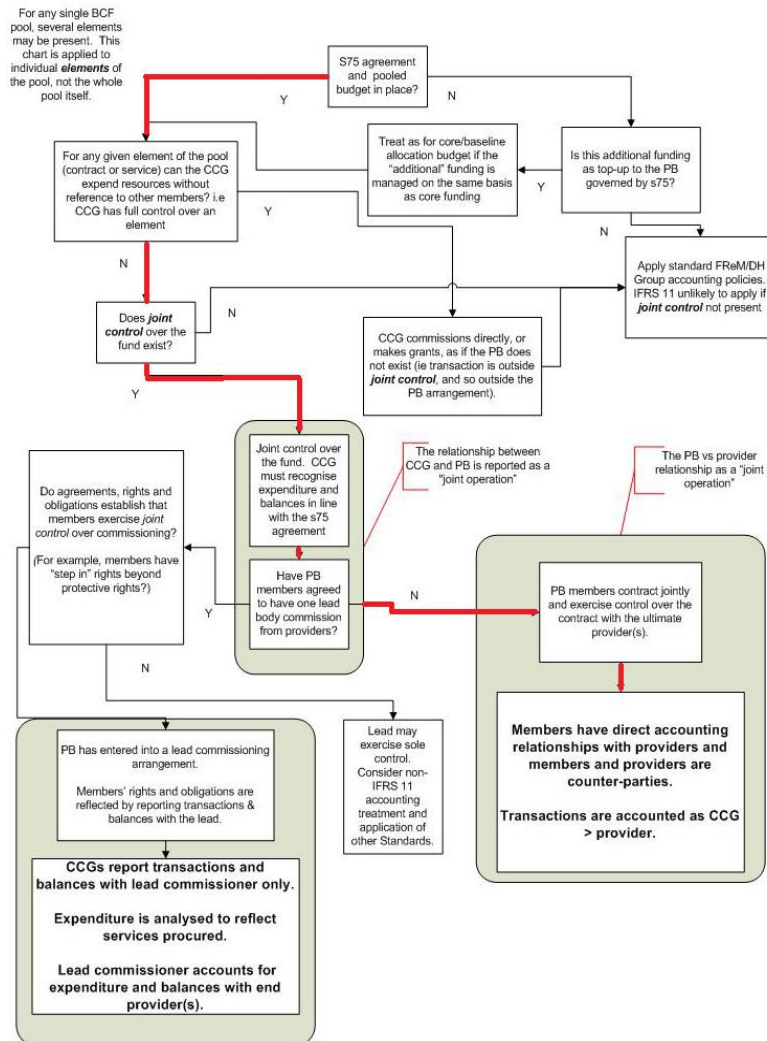 For any single BCF
pool, several elements
may be present.  This
chart is applied to
individual elements of
the pool, not the whole
pool itself.
S75 agreement
and  pooled
budget in place?
Y
N
For any given element of the pool
(contract or service) can the CCG
expend resources without
reference to other members? i.e
CCG has full control over an
element
Treat as for core/baseline
allocation budget if the
“additional” funding is
managed on the same basis
as core funding
Is this additional funding
as top-up to the PB
governed by s75?
Y
Y
N
N
Apply standard FReM/DH
Group accounting policies.
IFRS 11 unlikely to apply if
joint control not present
Does joint
control over the
fund exist?
N
CCG commissions directly, or
makes grants, as if the PB does
not exist (ie transaction is outside
joint control, and so outside the
PB arrangement).
Y
Joint control over
the fund.  CCG
must recognise
expenditure and
balances in line
with the s75
agreement
The relationship between
CCG and PB is reported as a
“joint operation”
The PB vs provider
relationship as a “joint
operation”
Do agreements, rights and
obligations establish that
members exercise joint
control over commissioning?
(For example, members have
“step in” rights beyond
protective rights?)
Have PB
members agreed
to have one lead
body commission
from providers?
Y
N
PB members contract jointly
and exercise control over the
contract with the ultimate
provider(s).
N
Members have direct accounting
relationships with providers and
members and providers are
counter-parties.
Transactions are accounted as CCG
> provider.
PB has entered into a lead commissioning
arrangement.
Members’ rights and obligations are
reflected by reporting transactions &
balances with the lead.
Lead may
exercise sole
control.
Consider non-
IFRS 11
accounting
treatment and
application of
other Standards.
CCGs report transactions and
balances with lead commissioner only.
Expenditure is analysed to reflect
services procured.
Lead commissioner accounts for
expenditure and balances with end
provider(s).